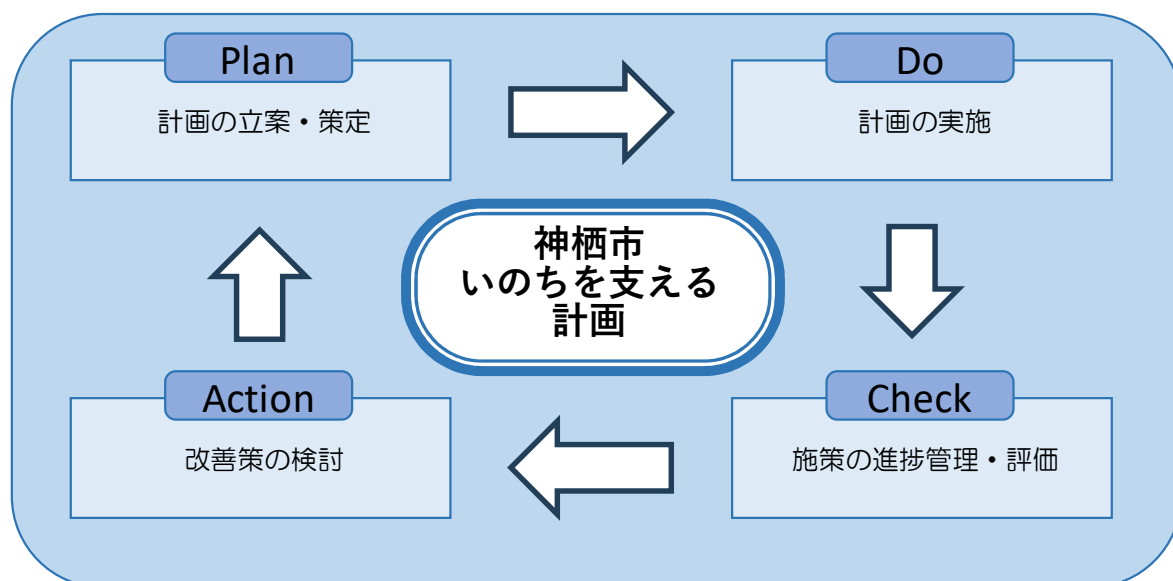 Plan
計画の立案・策定
Do
計画の実施
神栖市
いのちを支える
計画
Action
改善策の検討
Check
施策の進捗管理・評価